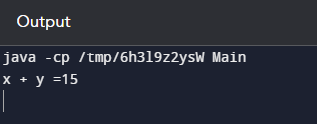 Output
java -cp /tmp/6h3l9z2ysW Main
x + y =15